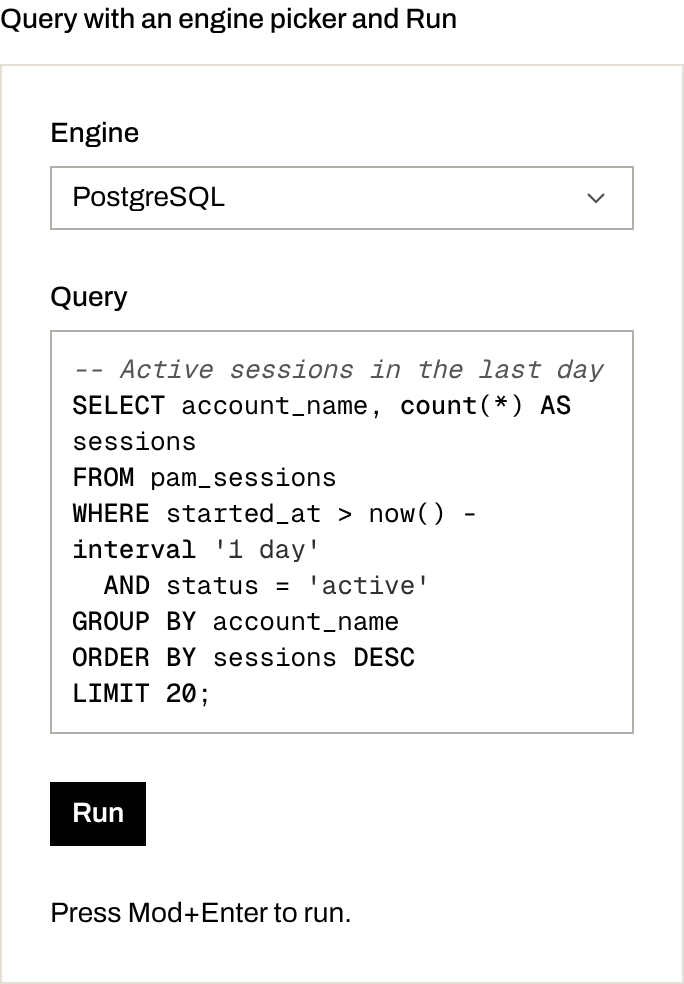 Query with an engine picker and Run
Engine
PostgreSQL
Query
-- Active sessions in the last day
SELECT account_name, count(*) AS
sessions
FROM pam_sessions
WHERE started_at > now() -
interval '1 day'
  AND status = 'active'
GROUP BY account_name
ORDER BY sessions DESC
LIMIT 20;
Run
Press Mod+Enter to run.